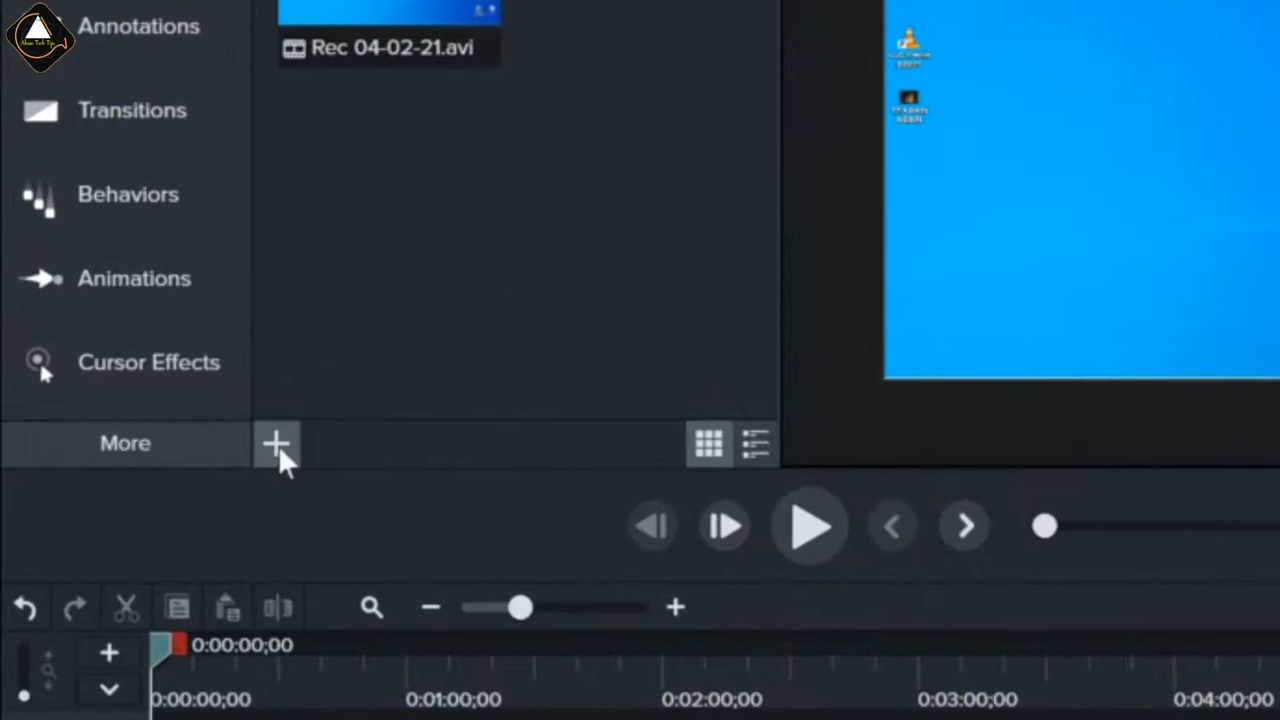 Annotations
Rec 04-02-21.avi
Transitions
Behaviors
Animations
Cursor Effects
More
0:00:00;00
0:00:00;00 0:01:00;00 0:02:00;00 0:03:00;00 0:04:00;00